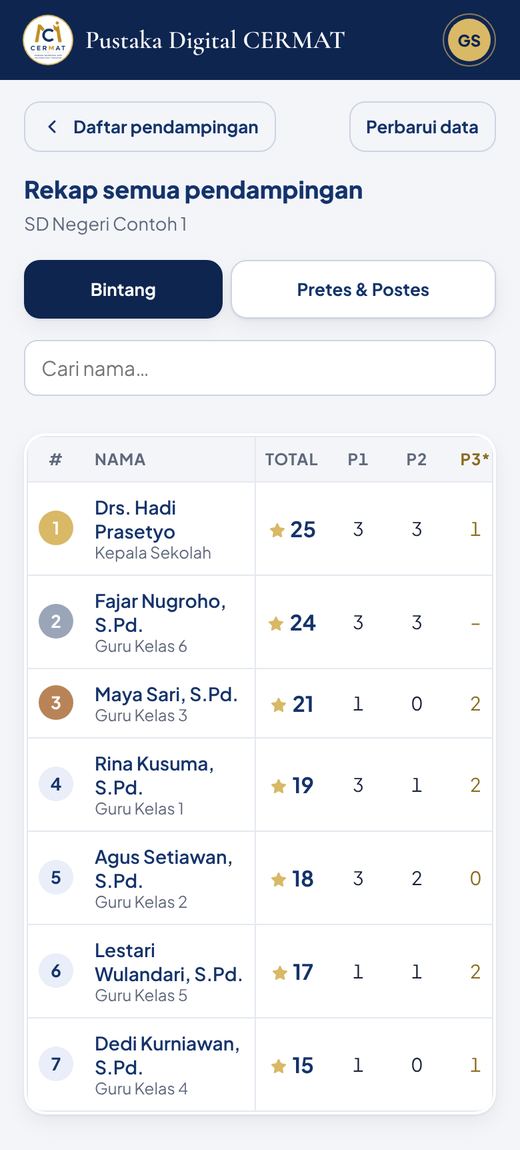 CERMAT
Pustaka Digital CERMAT
GS
Daftar pendampingan
Perbarui data
Rekap semua pendampingan
SD Negeri Contoh 1
Bintang
Pretes & Postes
Cari nama...
# NAMA TOTAL P1 P2 P3*
1 Drs. Hadi
Prasetyo
Kepala Sekolah
25 3 3 1
2 Fajar Nugroho,
S.Pd.
Guru Kelas 6
24 3 3 –
3 Maya Sari, S.Pd.
Guru Kelas 3
21 1 0 2
4 Rina Kusuma,
S.Pd.
Guru Kelas 1
19 3 1 2
5 Agus Setiawan,
S.Pd.
Guru Kelas 2
18 3 2 0
6 Lestari
Wulandari, S.Pd.
Guru Kelas 5
17 1 1 2
7 Dedi Kurniawan,
S.Pd.
Guru Kelas 4
15 1 0 1